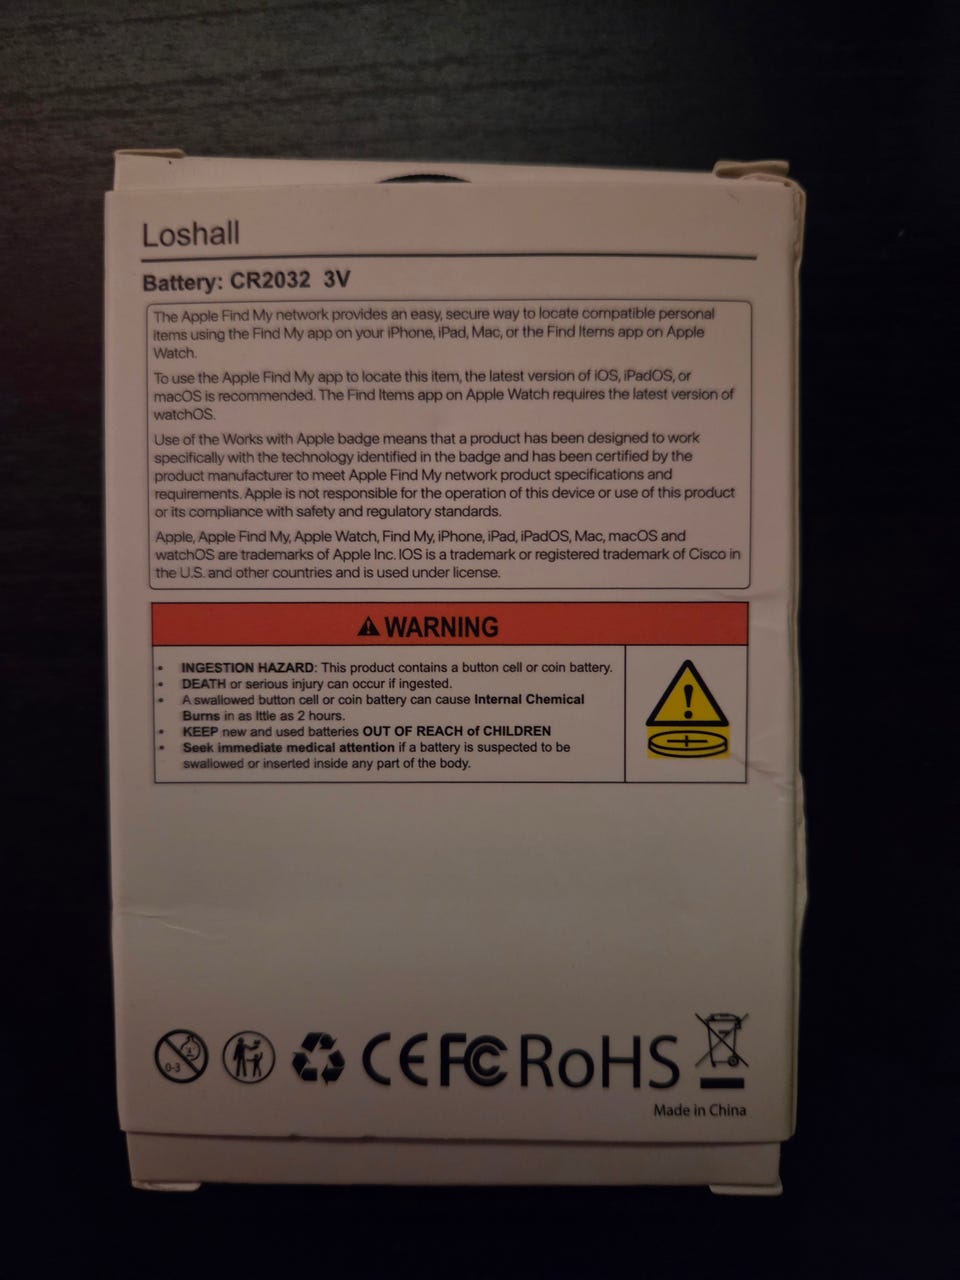 Loshall
Battery: CR2032 3V
The Apple Find My network provides an easy, secure way to locate compatible personal
items using the Find My app on your iPhone, iPad, Mac, or the Find Items app on Apple
Watch.
To use the Apple Find My app to locate this item, the latest version of iOS, iPadOS, or
macOS is recommended. The Find Items app on Apple Watch requires the latest version of
watchOS.
Use of the Works with Apple badge means that a product has been designed to work
specifically with the technology identified in the badge and has been certified by the
product manufacturer to meet Apple Find My network product specifications and
requirements. Apple is not responsible for the operation of this device or use of this product
or its compliance with safety and regulatory standards.
Apple, Apple Find My, Apple Watch, Find My, iPhone, iPad, iPadOS, Mac, macOS and
watchOS are trademarks of Apple Inc. IOS is a trademark or registered trademark of Cisco in
the U.S. and other countries and is used under license.
WARNING
• INGESTION HAZARD: This product contains a button cell or coin battery.
• DEATH or serious injury can occur if ingested.
• A swallowed button cell or coin battery can cause Internal Chemical
Burns in as lttle as 2 hours.
• KEEP new and used batteries OUT OF REACH of CHILDREN
• Seek immediate medical attention if a battery is suspected to be
swallowed or inserted inside any part of the body.
0-3 CE FC RoHS
Made in China